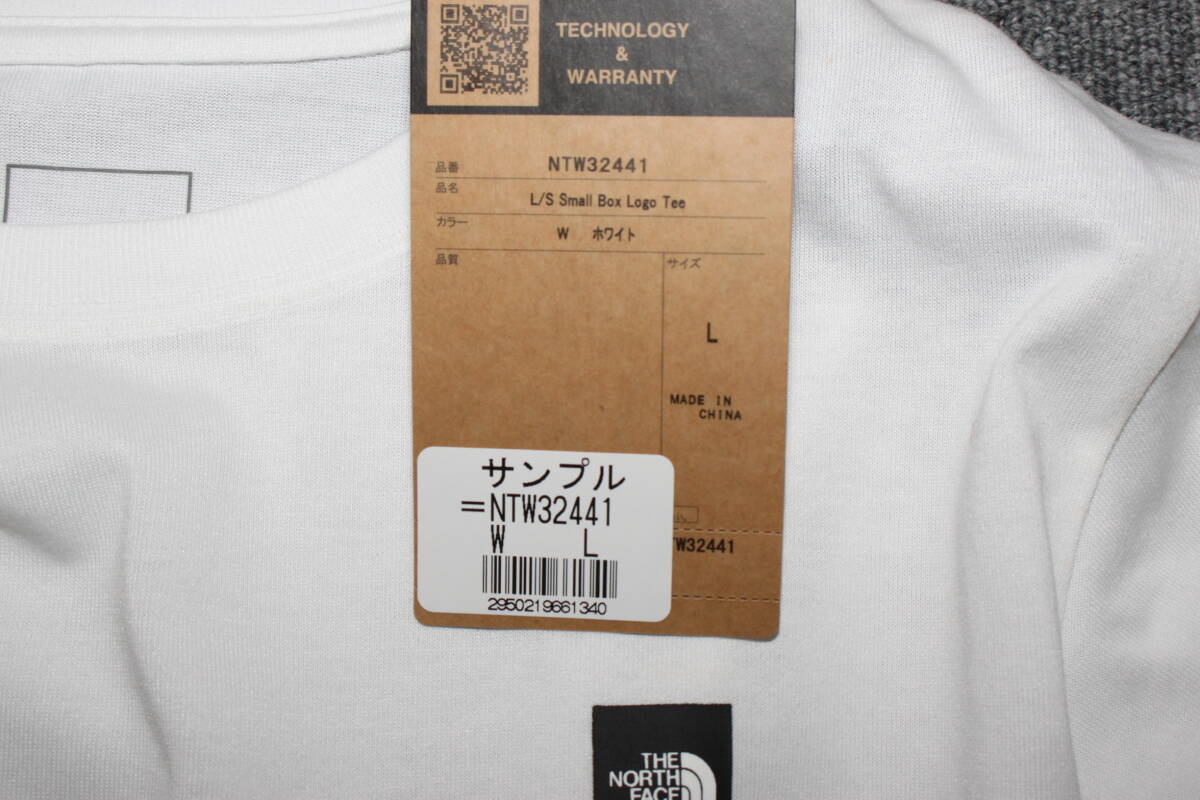 TECHNOLOGY
&
WARRANTY
品番 NTW32441
品名
L/S Small Box Logo Tee
カラー
W ホワイト
品質
サイズ
L
MADE IN
CHINA
サンプル
=NTW32441
W L
2950219661340
TW32441
THE
NORTH
FACE